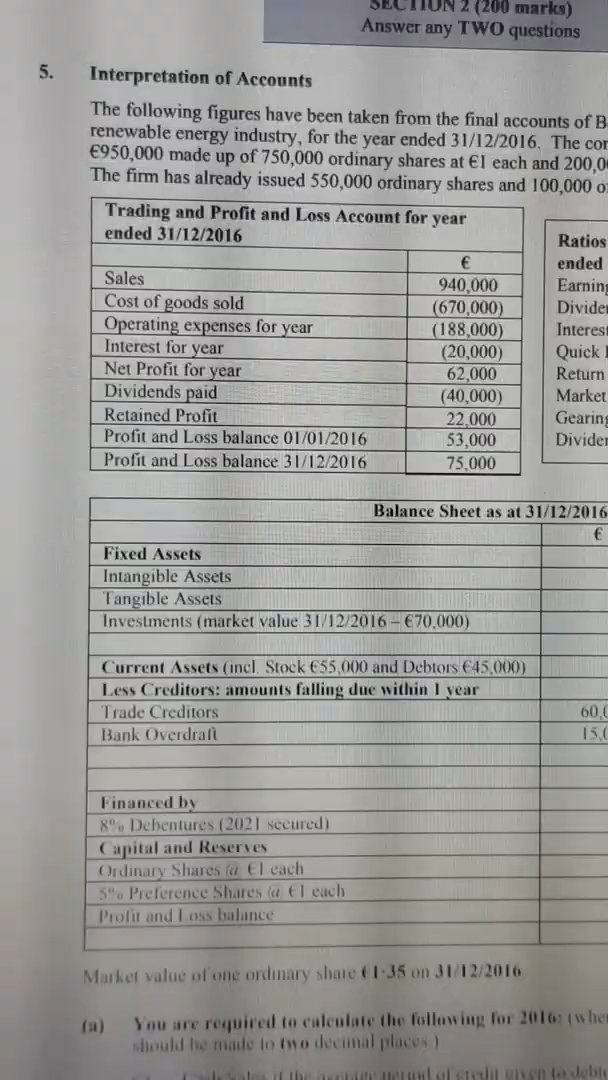 SECTION 2 (200 marks)
Answer any TWO questions
5. Interpretation of Accounts
The following figures have been taken from the final accounts of B
renewable energy industry, for the year ended 31/12/2016. The
€950,000 made up of 750,000 ordinary shares at €1 each and
The firm has already issued 550,000 ordinary shares and 100,000
Trading and Profit and Loss Account for year
ended 31/12/2016
€
Sales 940,000
Cost of goods sold (670,000)
Operating expenses for year (188,000)
Interest for year (20,000)
Net Profit for year 62,000
Dividends paid (40,000)
Retained Profit 22,000
Profit and Loss balance 01/01/2016 53,000
Profit and Loss balance 31/12/2016 75,000
Ratios
ended
Earning
Divide
Interest
Quick
Return
Market
Gearing
Divide
Balance Sheet as at 31/12/2016
€
Fixed Assets
Intangible Assets
Tangible Assets
Investments (market value 31/12/2016 – €70,000)
Current Assets (incl. Stock €55,000 and Debtors €45,000)
Less Creditors: amounts falling due within 1 year
Trade Creditors 60,
Bank Overdraft 15,
Financed by
8% Debentures (2021 secured)
Capital and Reserves
Ordinary Shares @ €1 each
5% Preference Shares @ €1 each
Profit and Loss balance
Market value of one ordinary share €1·35 on 31/12/2016
(a) You are required to calculate the following for 2016: (whe
should be made to two decimal places.)
the average period of credit given to